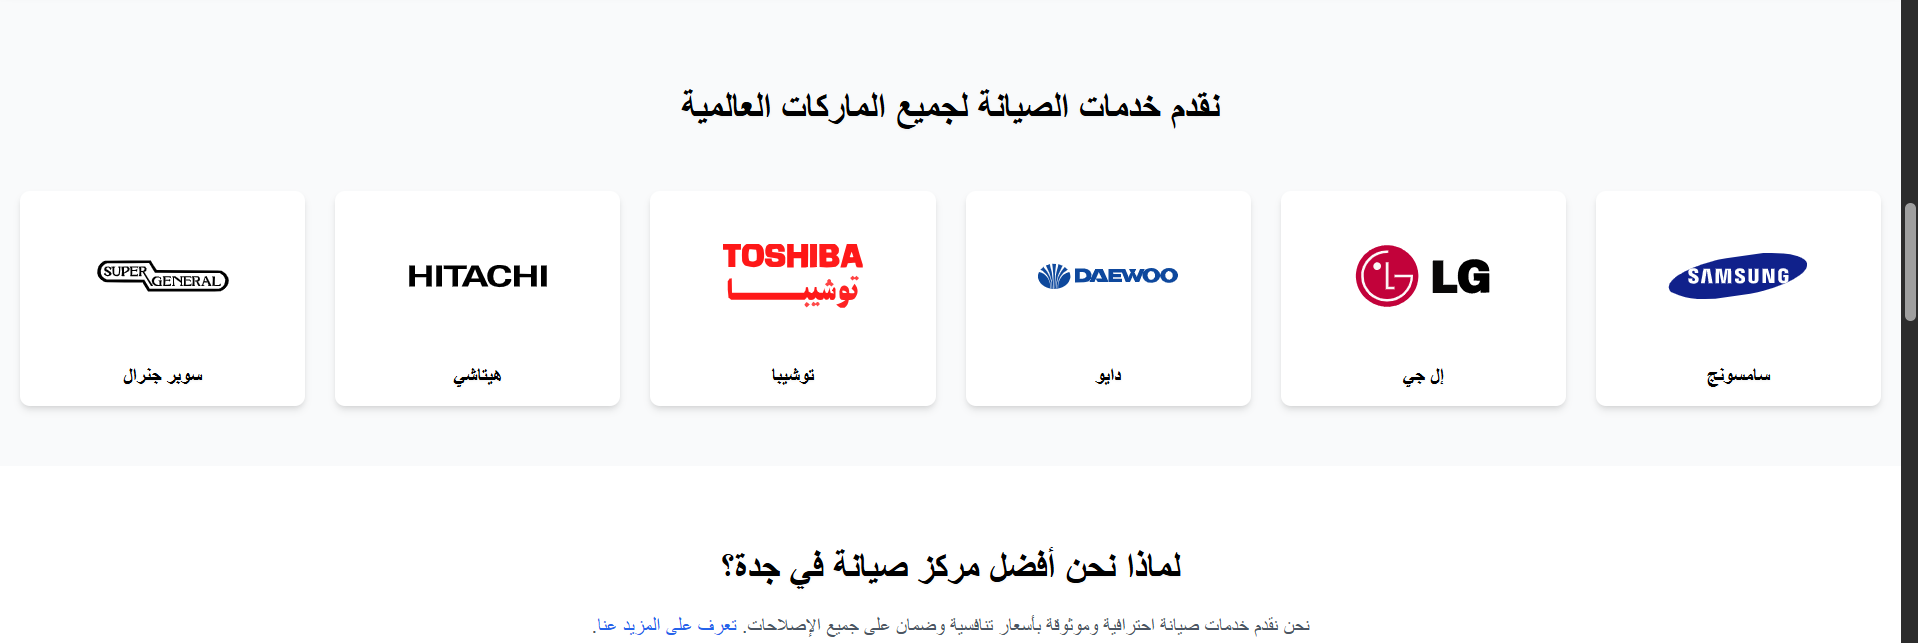 نقدم خدمات الصيانة لجميع الماركات العالمية
SAMSUNG
سامسونج
LG
إل جي
DAEWOO
دايو
TOSHIBA
توشيبا
توشيبا
HITACHI
هيتاشي
SUPER GENERAL
سوبر جنرال
لماذا نحن أفضل مركز صيانة في جدة؟
نحن نقدم خدمات صيانة احترافية وموثوقة بأسعار تنافسية وضمان على جميع الإصلاحات. تعرف على المزيد عنا.